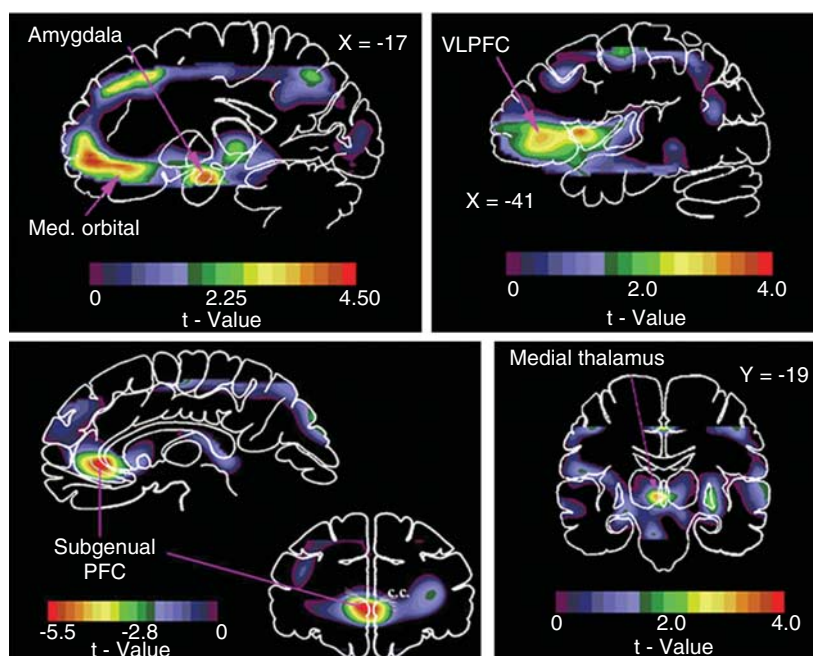 Amygdala
X = -17
Med. orbital
0 2.25 4.50
t - Value
VLPFC
X = -41
0 2.0 4.0
t - Value
Subgenual
PFC
c.c.
-5.5 -2.8 0
t - Value
Medial thalamus
Y = -19
0 2.0 4.0
t - Value